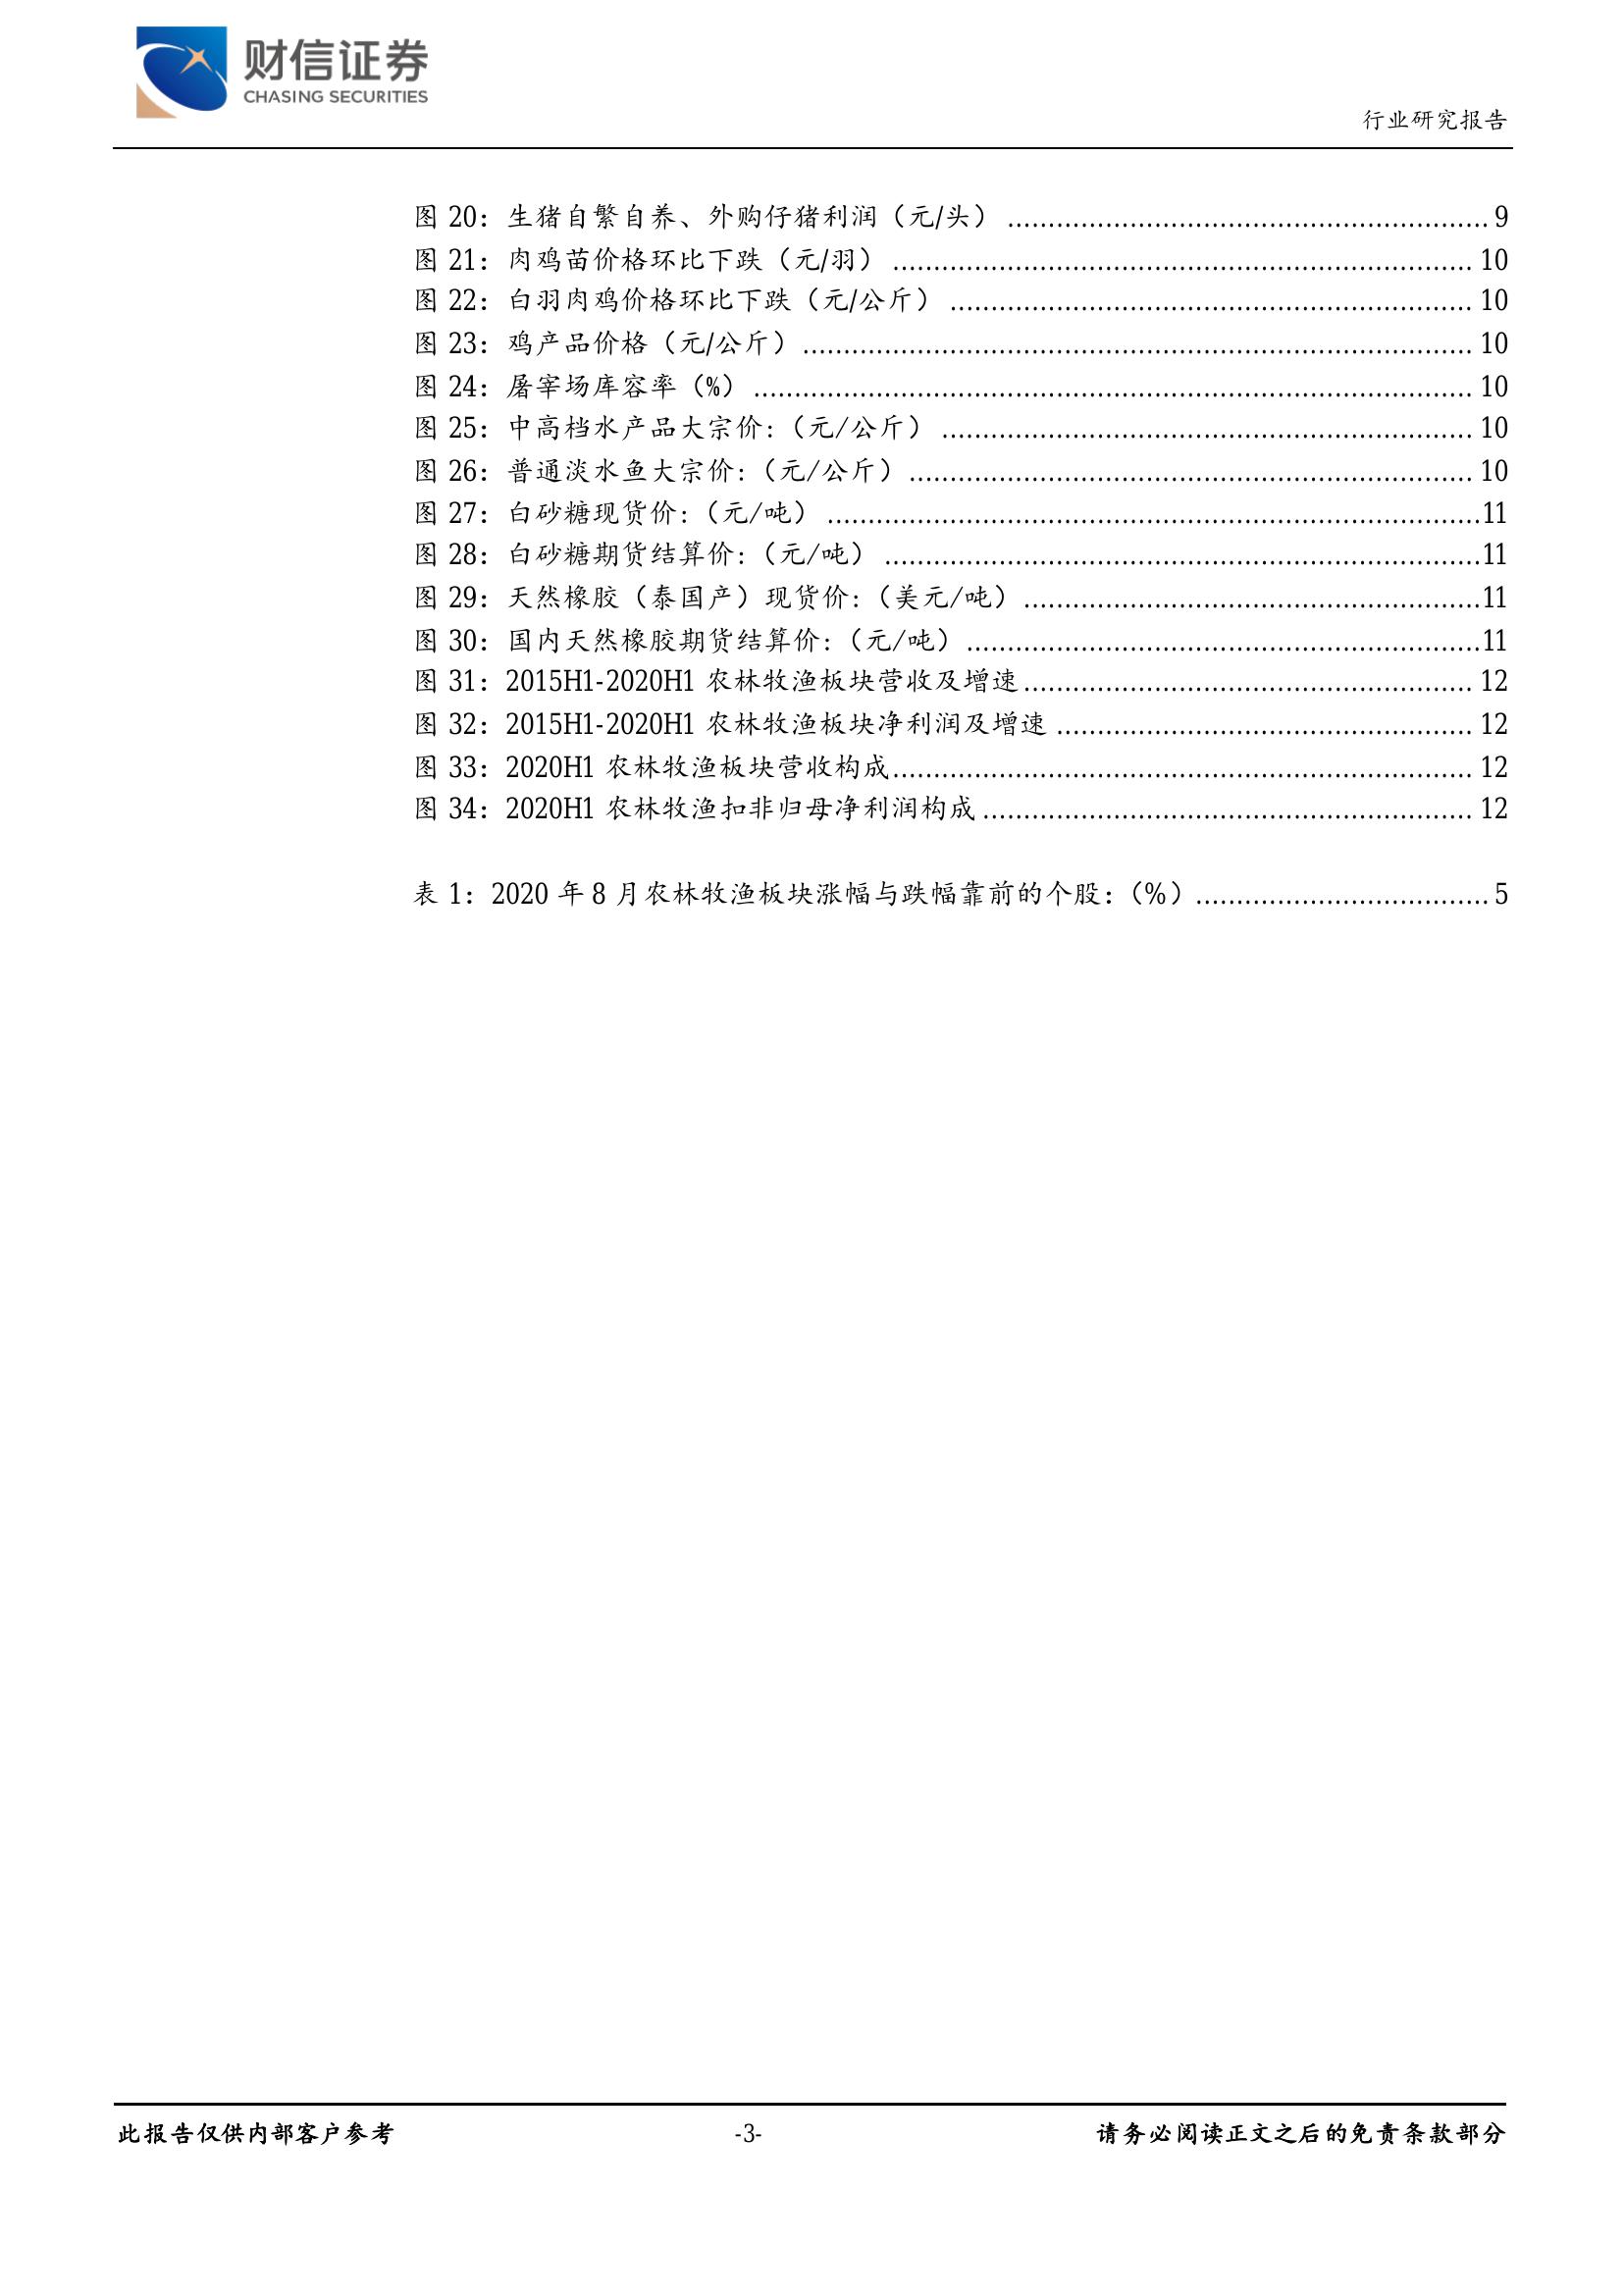 财信证券
CHASING SECURITIES
行业研究报告
图 20：生猪自繁自养、外购仔猪利润（元/头） ........................................................... 9
图 21：肉鸡苗价格环比下跌（元/羽） ....................................................................... 10
图 22：白羽肉鸡价格环比下跌（元/公斤） ................................................................ 10
图 23：鸡产品价格（元/公斤） .................................................................................. 10
图 24：屠宰场库容率（%） ........................................................................................ 10
图 25：中高档水产品大宗价:（元/公斤） ................................................................. 10
图 26：普通淡水鱼大宗价:（元/公斤） ..................................................................... 10
图 27：白砂糖现货价:（元/吨） ................................................................................11
图 28：白砂糖期货结算价:（元/吨） .........................................................................11
图 29：天然橡胶（泰国产）现货价:（美元/吨） ........................................................11
图 30：国内天然橡胶期货结算价:（元/吨） ...............................................................11
图 31：2015H1-2020H1 农林牧渔板块营收及增速....................................................... 12
图 32：2015H1-2020H1 农林牧渔板块净利润及增速 ................................................... 12
图 33：2020H1 农林牧渔板块营收构成....................................................................... 12
图 34：2020H1 农林牧渔扣非归母净利润构成 ............................................................ 12
表 1：2020 年 8 月农林牧渔板块涨幅与跌幅靠前的个股：（%）.................................... 5
此报告仅供内部客户参考
-3-
请务必阅读正文之后的免责条款部分